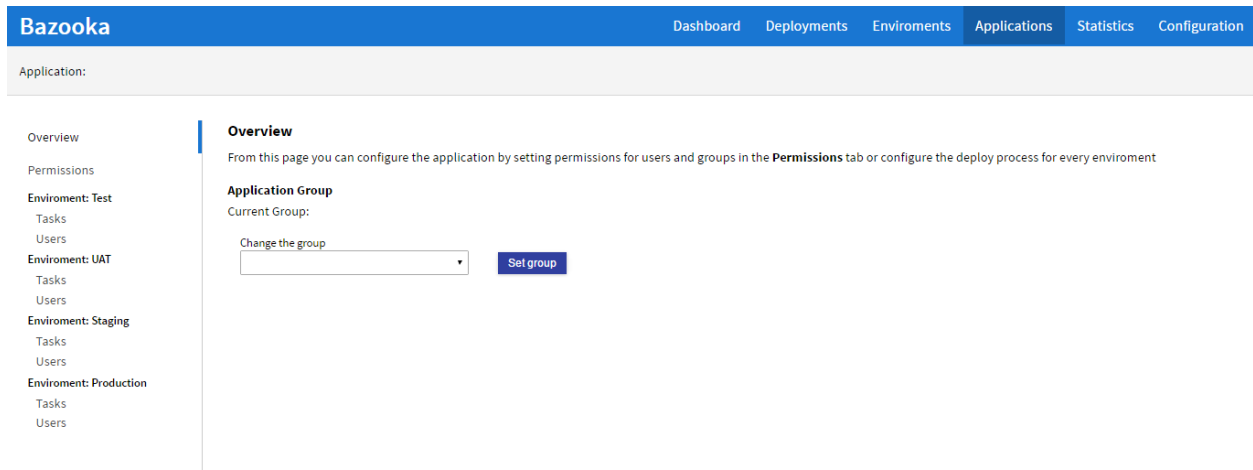 Bazooka
Dashboard Deployments Enviroments Applications Statistics Configuration
Application:
Overview
Permissions
Enviroment: Test
Tasks
Users
Enviroment: UAT
Tasks
Users
Enviroment: Staging
Tasks
Users
Enviroment: Production
Tasks
Users
Overview
From this page you can configure the application by setting permissions for users and groups in the Permissions tab or configure the deploy process for every enviroment
Application Group
Current Group:
Change the group
Set group